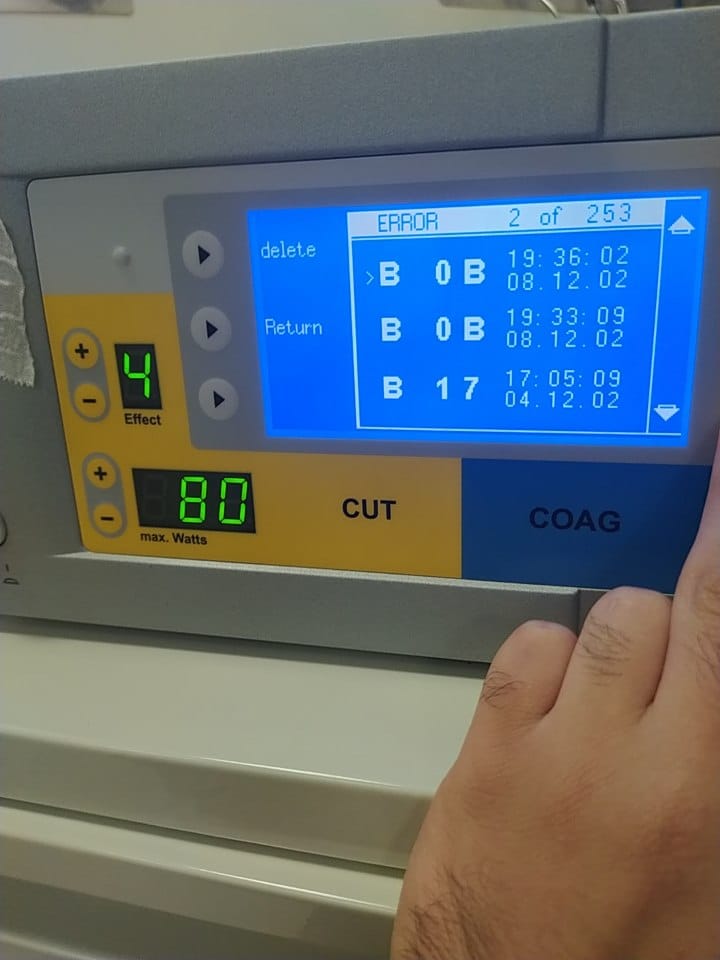 ERROR 2 of 253
delete
>B 0B 19:36:02
08.12.02
Return
B 0B 19:33:09
08.12.02
B 17 17:05:09
04.12.02
+
4
−
Effect
+
80
−
max. Watts
CUT
COAG